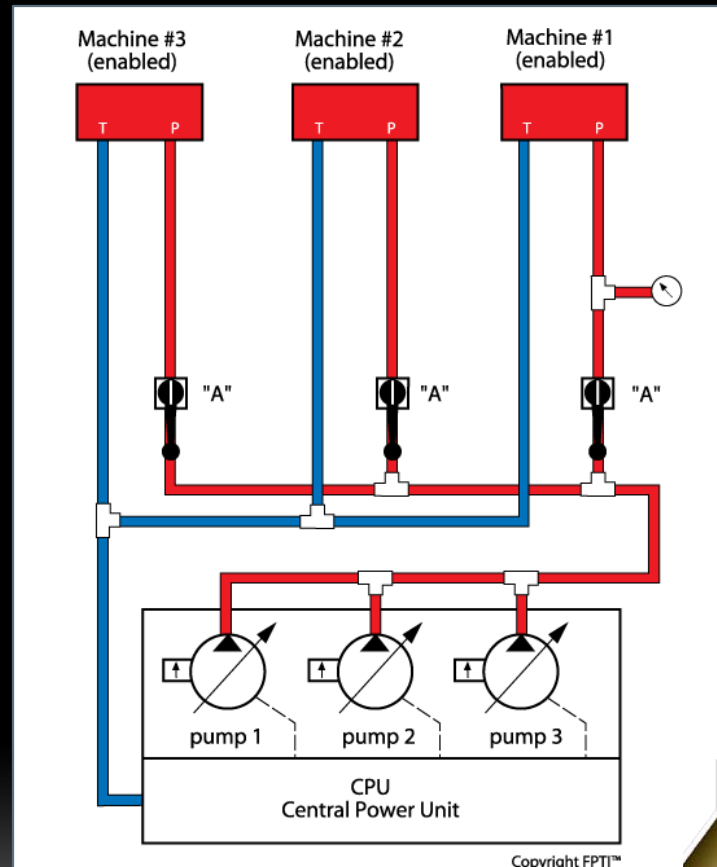 Machine #3
(enabled)
Machine #2
(enabled)
Machine #1
(enabled)
T P
T P
T P
"A"
"A"
"A"
pump 1
pump 2
pump 3
CPU
Central Power Unit
Copyright FPTI™